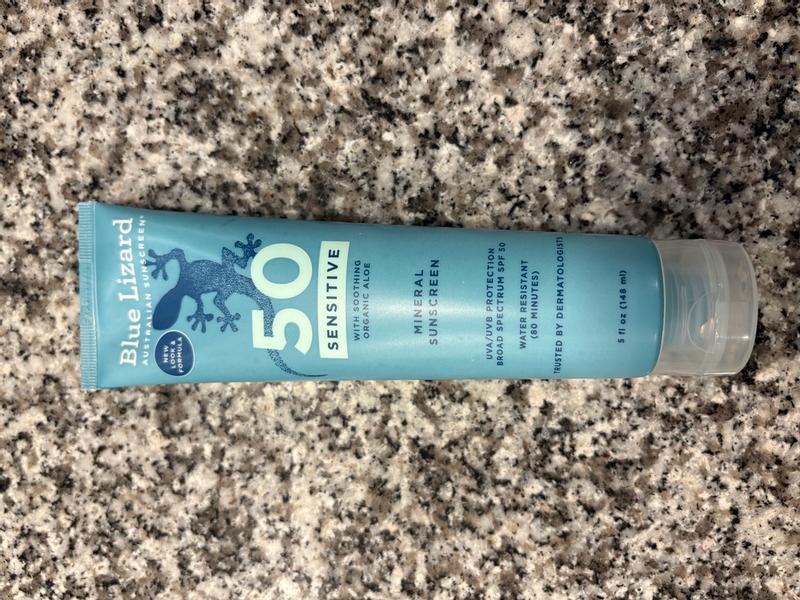 Blue Lizard
AUSTRALIAN SUNSCREEN
NEW
LOOK &
FORMULA
50
SENSITIVE
WITH SOOTHING
ORGANIC ALOE
MINERAL
SUNSCREEN
UVA/UVB PROTECTION
BROAD SPECTRUM SPF 50
WATER RESISTANT
(80 MINUTES)
TRUSTED BY DERMATOLOGISTS
5 fl oz (148 ml)